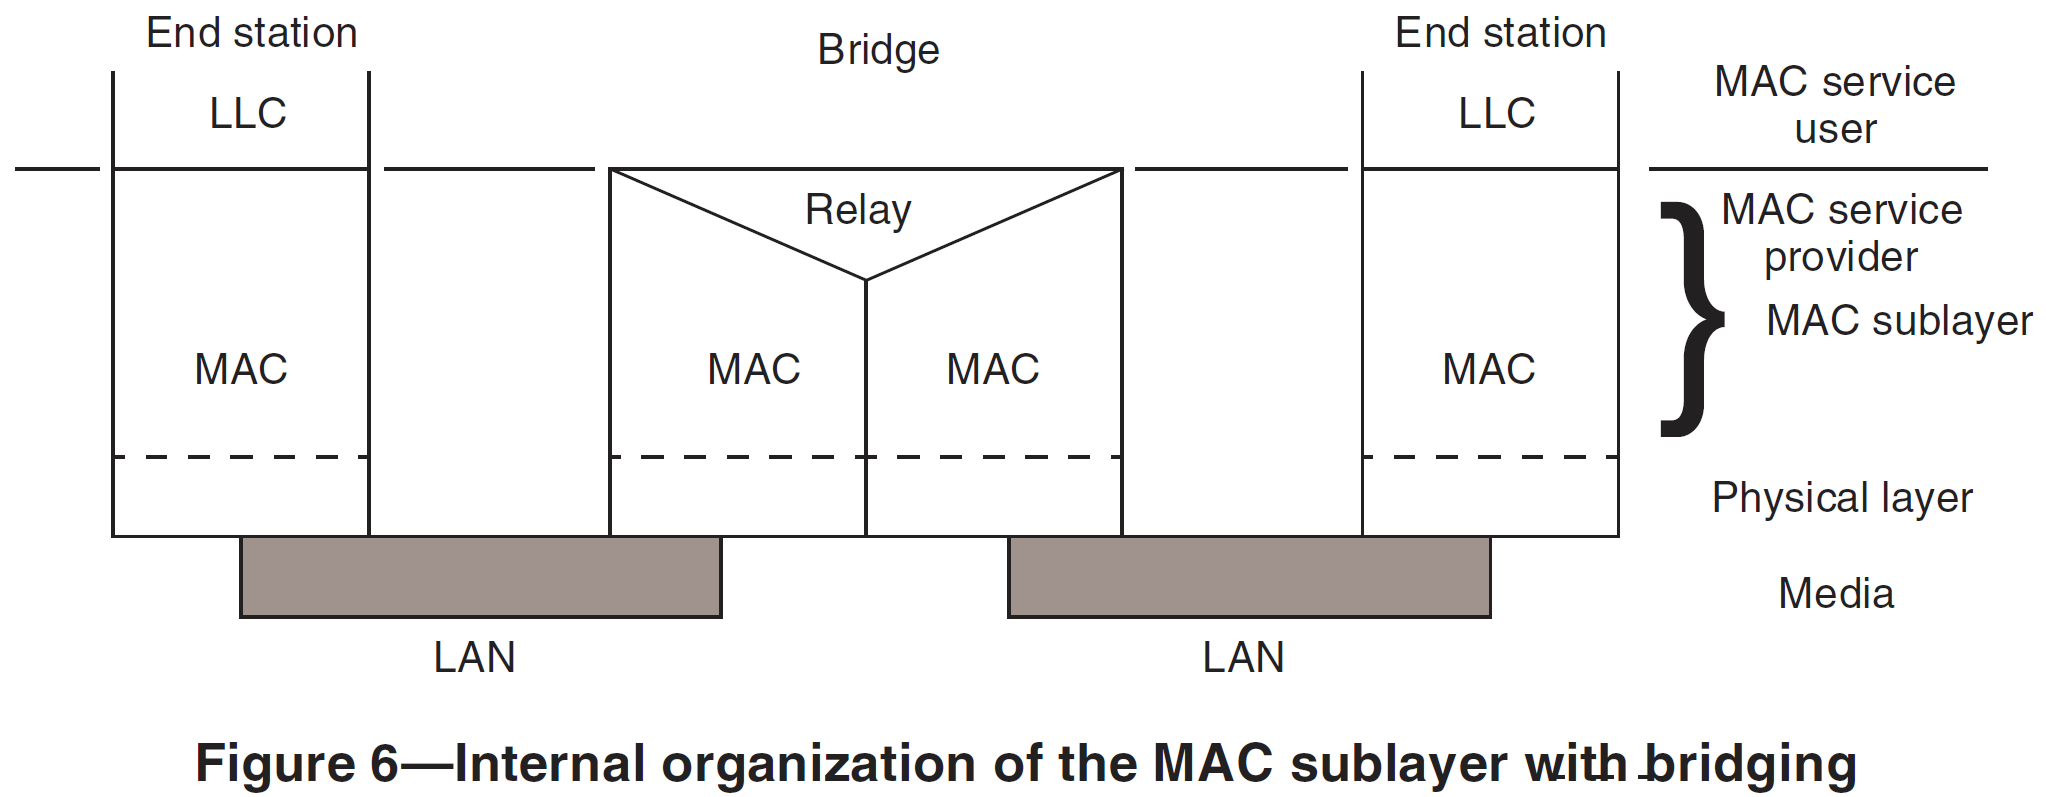 End station
Bridge
End station
LLC
LLC
MAC service
user
Relay
MAC service
provider
MAC sublayer
MAC
MAC
MAC
MAC
Physical layer
Media
LAN
LAN
Figure 6—Internal organization of the MAC sublayer with bridging